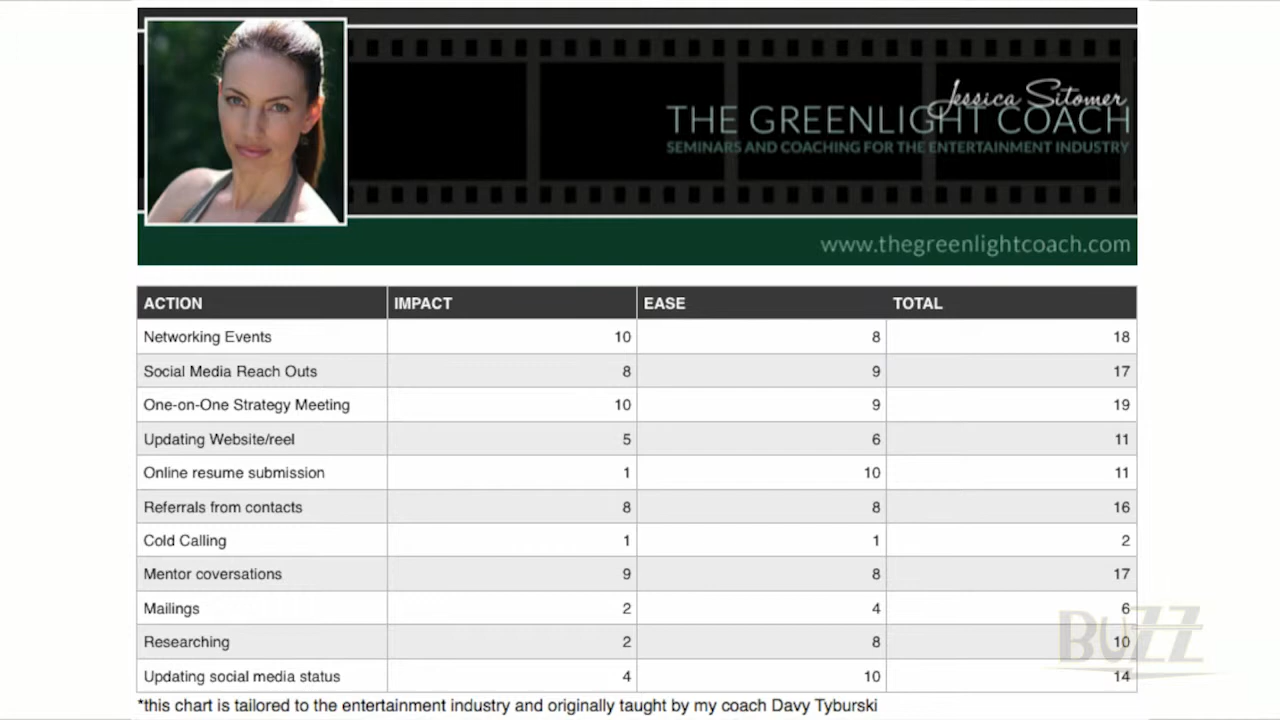 Jessica Sitomer
THE GREENLIGHT COACH
SEMINARS AND COACHING FOR THE ENTERTAINMENT INDUSTRY
www.thegreenlightcoach.com
ACTION IMPACT EASE TOTAL
Networking Events 10 8 18
Social Media Reach Outs 8 9 17
One-on-One Strategy Meeting 10 9 19
Updating Website/reel 5 6 11
Online resume submission 1 10 11
Referrals from contacts 8 8 16
Cold Calling 1 1 2
Mentor coversations 9 8 17
Mailings 2 4 6
Researching 2 8 10
Updating social media status 4 10 14
*this chart is tailored to the entertainment industry and originally taught by my coach Davy Tyburski
BUZZ